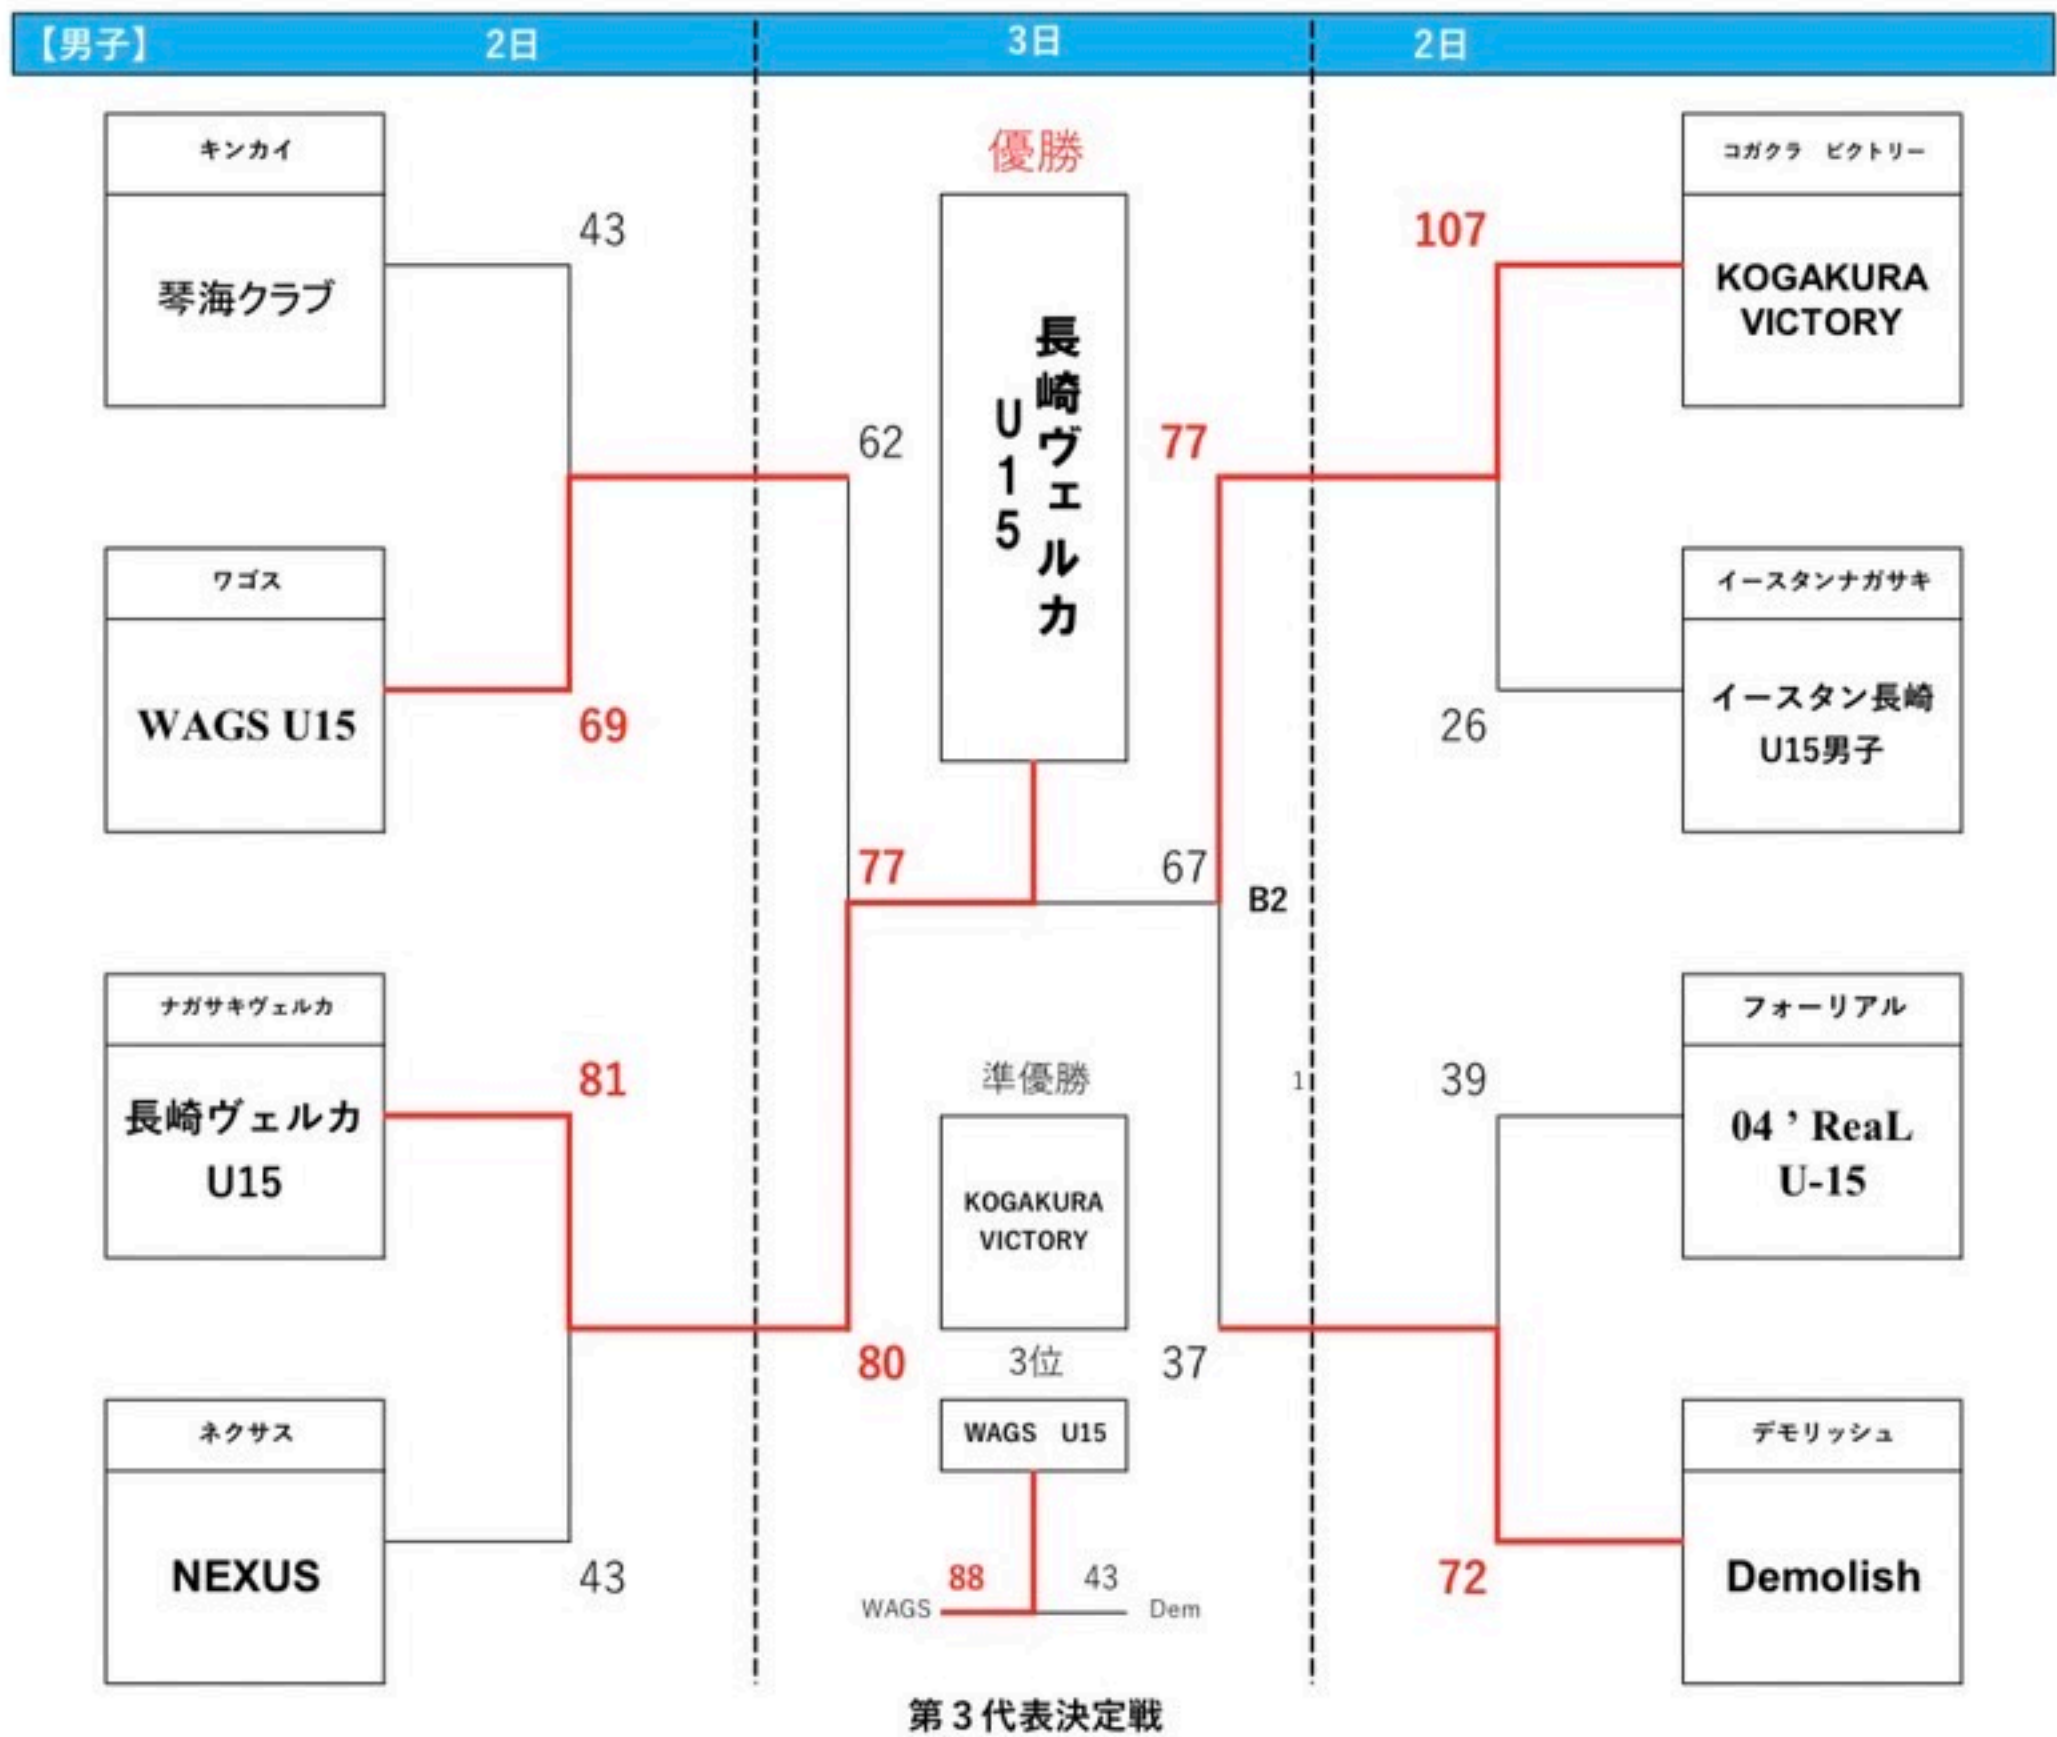 【男子】 2日 3日 2日
キンカイ
琴海クラブ
43
ワゴス
WAGS U15
69
ナガサキヴェルカ
長崎ヴェルカ
U15
81
ネクサス
NEXUS
43
62
77
80
優勝
長崎ヴェルカ
U15
77
67
B2
1
37
準優勝
KOGAKURA
VICTORY
3位
WAGS U15
88 43
WAGS Dem
第3代表決定戦
コガクラ ビクトリー
107
KOGAKURA
VICTORY
イースタンナガサキ
イースタン長崎
U15男子
26
フォーリアル
39
04 ’ ReaL
U-15
デモリッシュ
Demolish
72